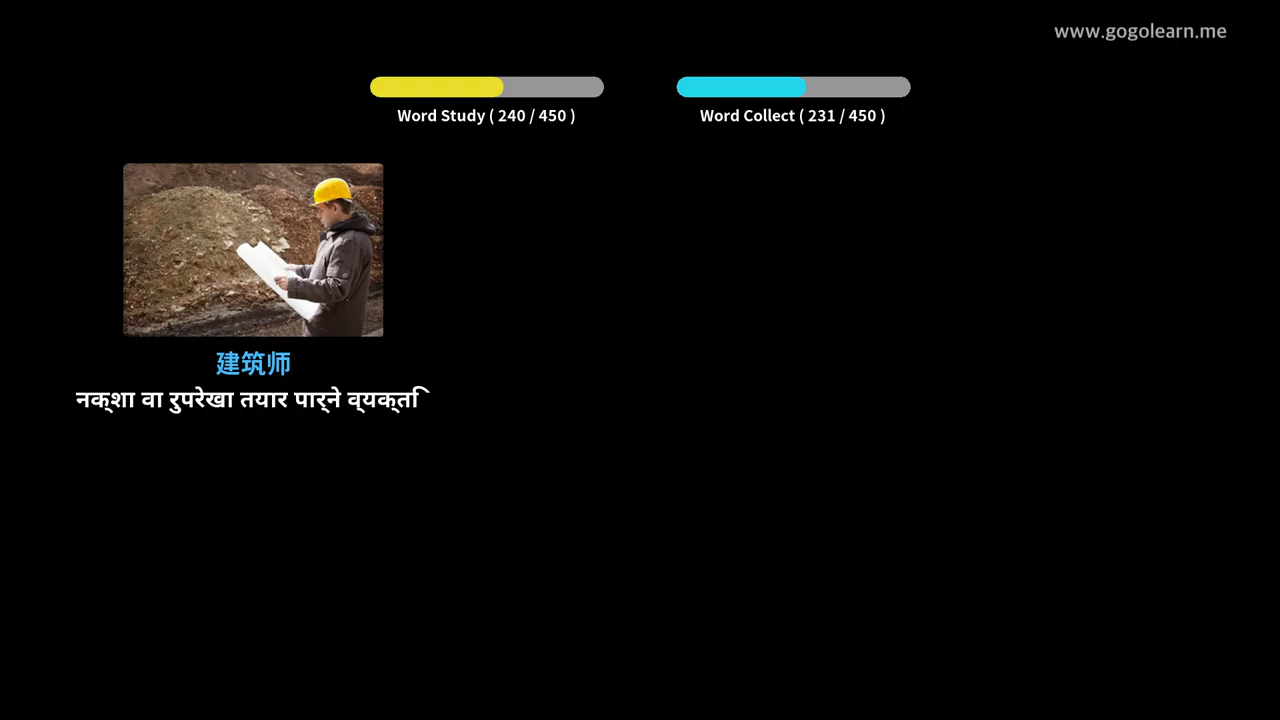 www.gogolearn.me
Word Study ( 240 / 450 )
Word Collect ( 231 / 450 )
建筑师
नक्शा वा रुपरेखा तयार पार्ने व्यक्ति